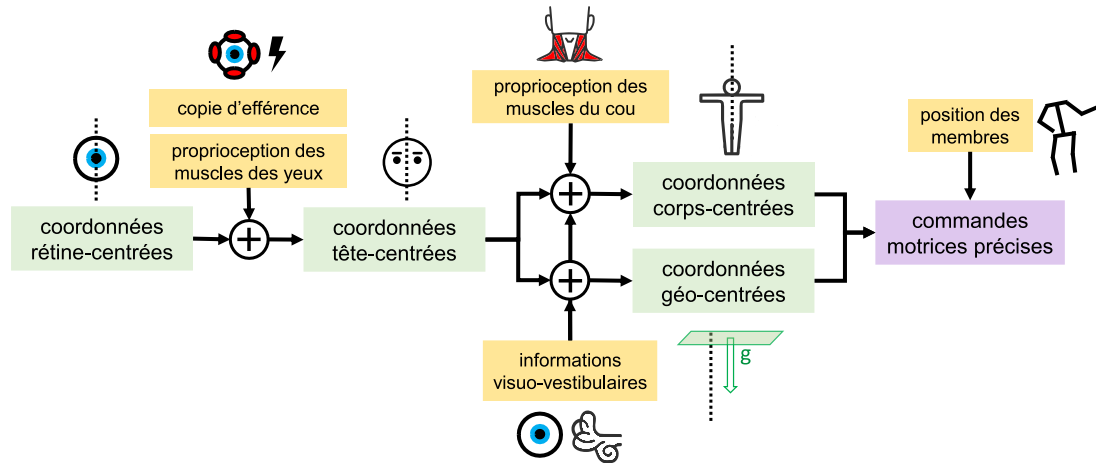 copie d'efférence
proprioception des
muscles des yeux
coordonnées
rétine-centrées
coordonnées
tête-centrées
proprioception des
muscles du cou
coordonnées
corps-centrées
coordonnées
géo-centrées
informations
visuo-vestibulaires
g
position des
membres
commandes
motrices précises